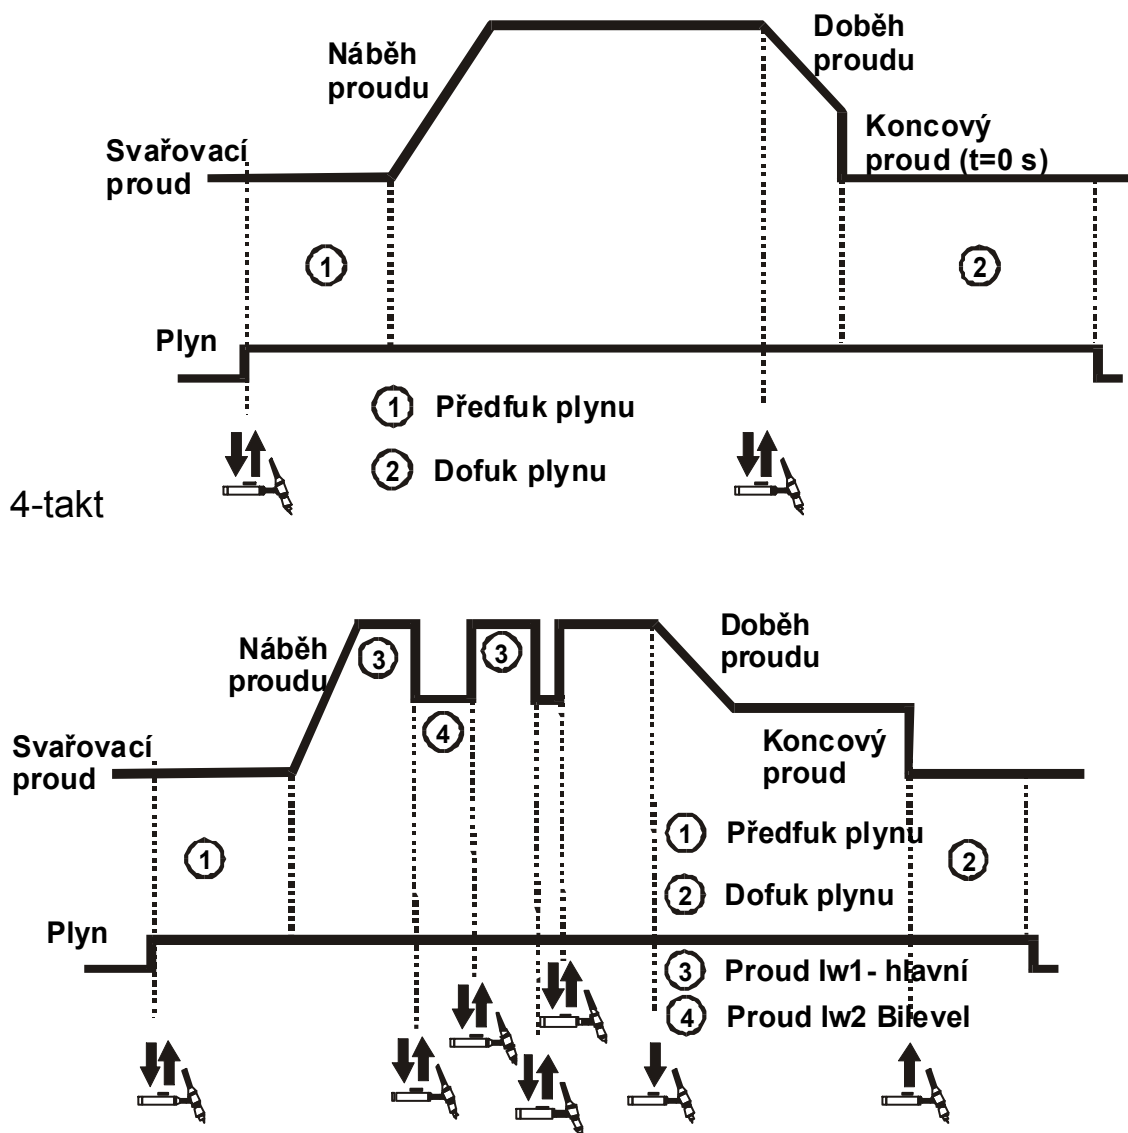 Náběh
proudu
Doběh
proudu
Svařovací
proud
Koncový
proud (t=0 s)
1
2
Plyn
1 Předfuk plynu
2 Dofuk plynu
4-takt
Náběh
proudu
3
3
Doběh
proudu
4
Svařovací
proud
Koncový
proud
1
1 Předfuk plynu
2
2 Dofuk plynu
Plyn
3 Proud Iw1- hlavní
4 Proud Iw2 Bilevel